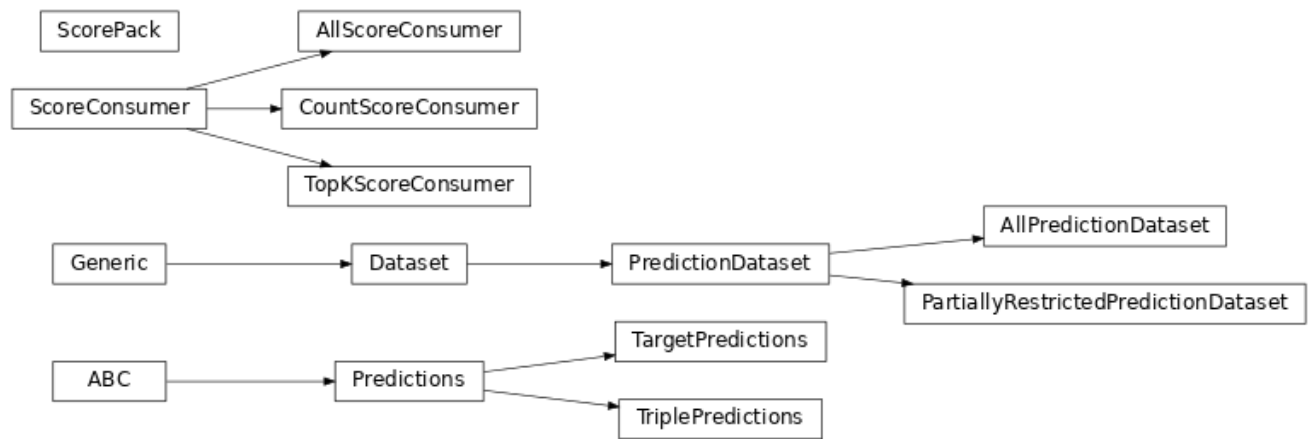 ScorePack
AllScoreConsumer
ScoreConsumer
CountScoreConsumer
TopKScoreConsumer
AllPredictionDataset
Generic
Dataset
PredictionDataset
PartiallyRestrictedPredictionDataset
TargetPredictions
ABC
Predictions
TriplePredictions